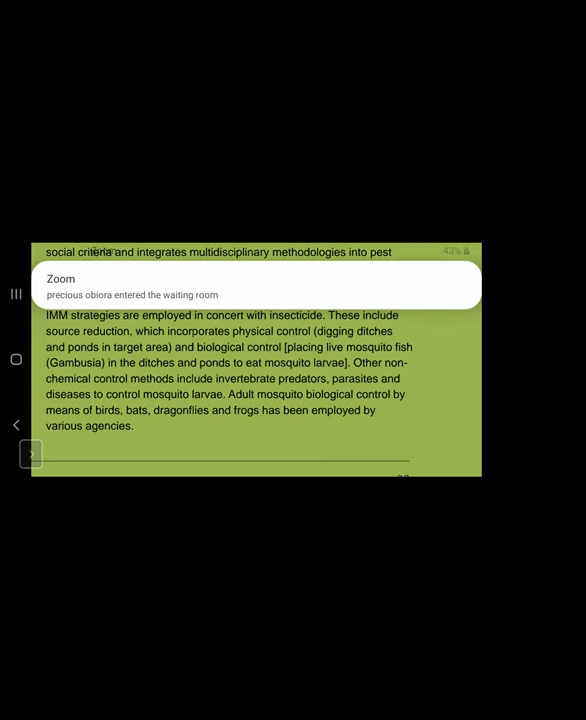 social criteria and integrates multidisciplinary methodologies into pest
43%
Zoom
precious obiora entered the waiting room
IMM strategies are employed in concert with insecticide. These include
source reduction, which incorporates physical control (digging ditches
and ponds in target area) and biological control [placing live mosquito fish
(Gambusia) in the ditches and ponds to eat mosquito larvae]. Other non-
chemical control methods include invertebrate predators, parasites and
diseases to control mosquito larvae. Adult mosquito biological control by
means of birds, bats, dragonflies and frogs has been employed by
various agencies.